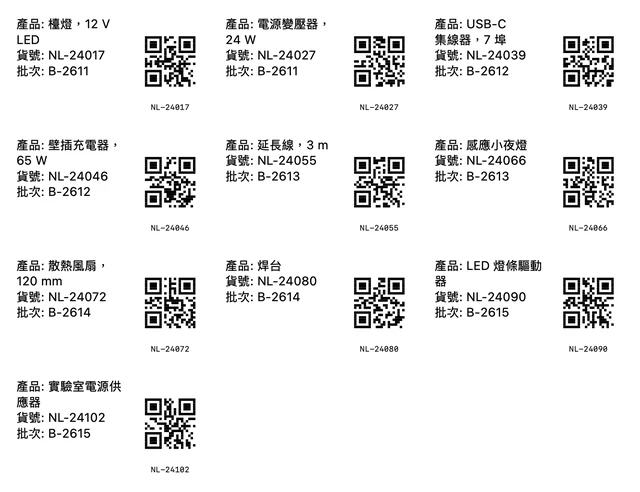 產品: 檯燈，12 V
LED
貨號: NL-24017
批次: B-2611
NL-24017
產品: 電源變壓器，
24 W
貨號: NL-24027
批次: B-2611
NL-24027
產品: USB-C
集線器，7 埠
貨號: NL-24039
批次: B-2612
NL-24039
產品: 壁插充電器，
65 W
貨號: NL-24046
批次: B-2612
NL-24046
產品: 延長線，3 m
貨號: NL-24055
批次: B-2613
NL-24055
產品: 感應小夜燈
貨號: NL-24066
批次: B-2613
NL-24066
產品: 散熱風扇，
120 mm
貨號: NL-24072
批次: B-2614
NL-24072
產品: 焊台
貨號: NL-24080
批次: B-2614
NL-24080
產品: LED 燈條驅動
器
貨號: NL-24090
批次: B-2615
NL-24090
產品: 實驗室電源供
應器
貨號: NL-24102
批次: B-2615
NL-24102